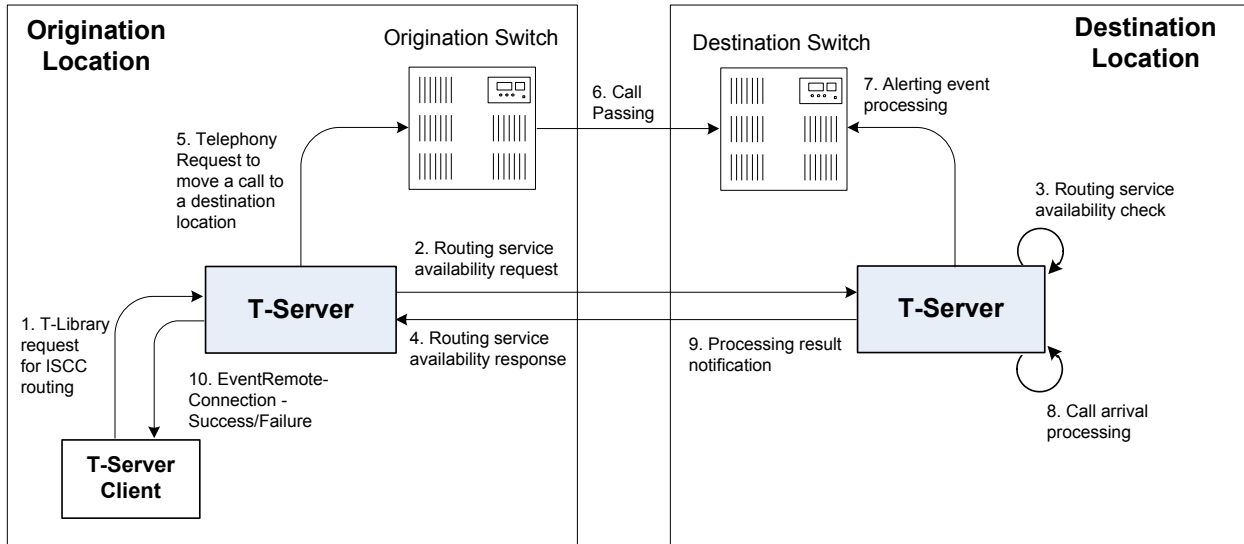 Origination
Location
Origination Switch
Destination Switch
Destination
Location
5. Telephony
Request to
move a call to
a destination
location
6. Call
Passing
7. Alerting event
processing
3. Routing service
availability check
2. Routing service
availability request
T-Server
T-Server
1. T-Library
request
for ISCC
routing
4. Routing service
availability response
9. Processing result
notification
10. EventRemote-
Connection -
Success/Failure
8. Call arrival
processing
T-Server
Client